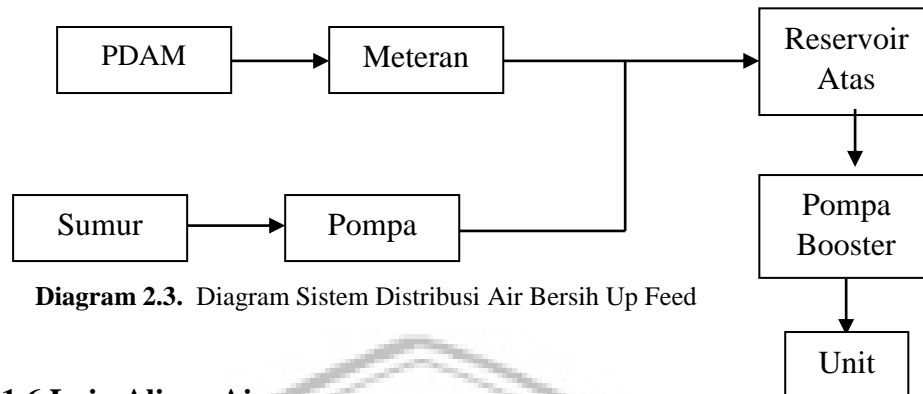 PDAM
Meteran
Reservoir
Atas
Sumur
Pompa
Pompa
Booster
Diagram 2.3. Diagram Sistem Distribusi Air Bersih Up Feed
Unit